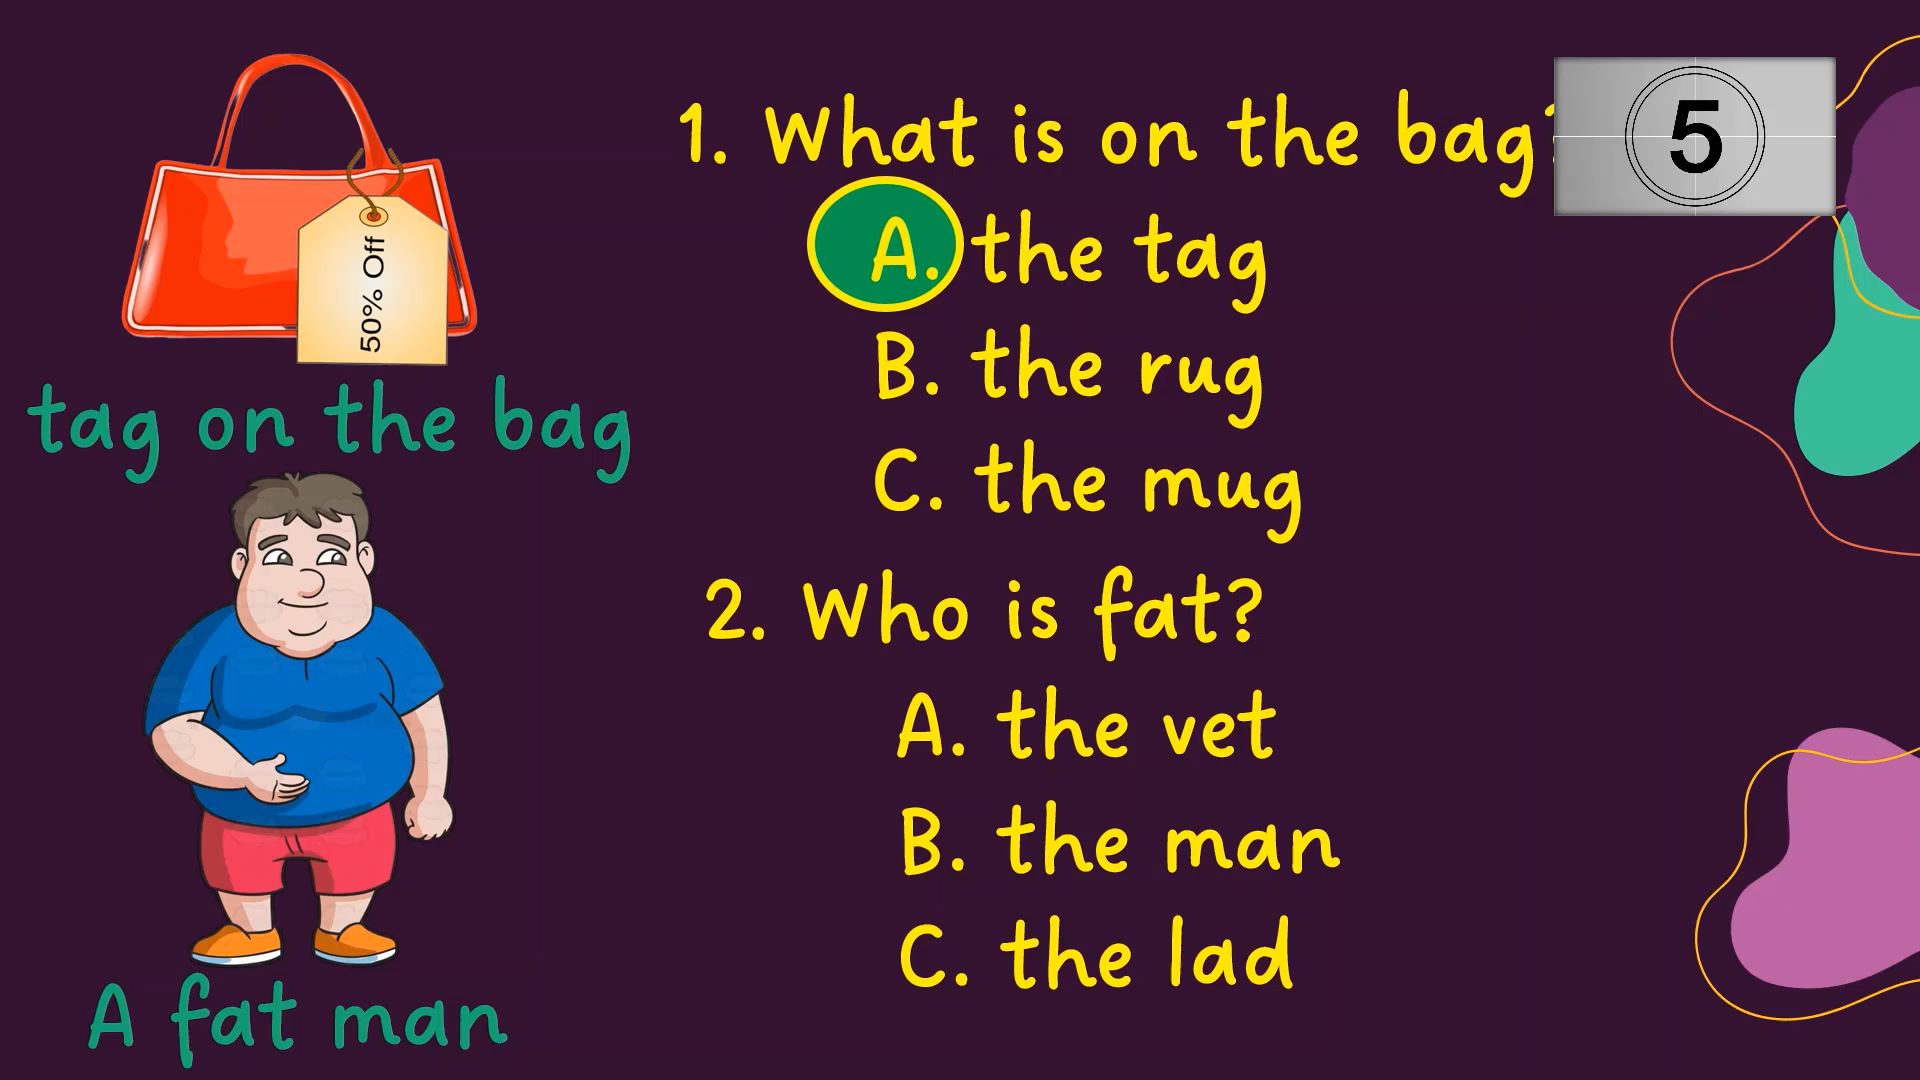 50% Off
tag on the bag
A fat man
1. What is on the bag?
A. the tag
B. the rug
C. the mug
2. Who is fat?
A. the vet
B. the man
C. the lad
5